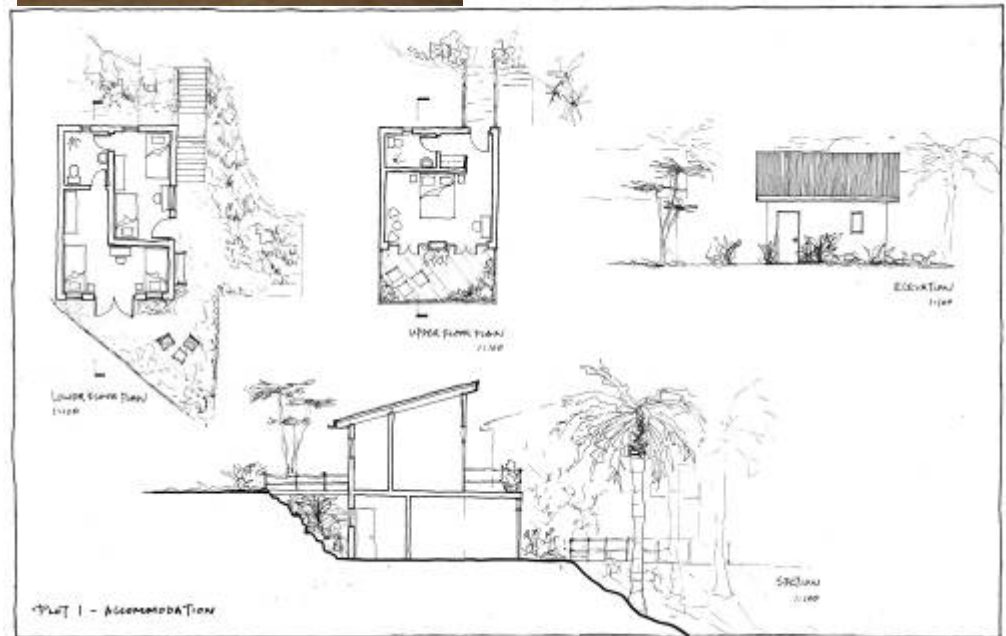 LOWER FLOOR PLAN
1:100
UPPER FLOOR PLAN
1:100
ELEVATION
1:100
SECTION
1:100
PLOT 1 - ACCOMMODATION